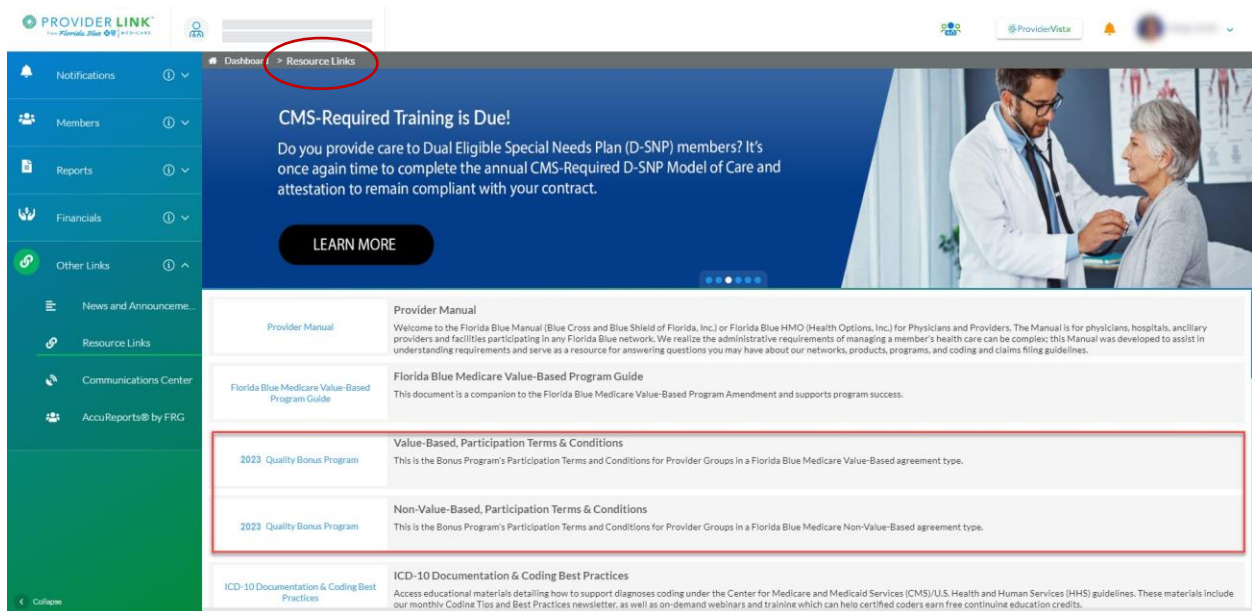 PROVIDER LINK
from Florida Blue MEDICARE
ProviderVista
Notifications
Members
Reports
Financials
Other Links
News and Announceme...
Resource Links
Communications Center
AccuReports® by FRG
Collapse
Dashboard > Resource Links
CMS-Required Training is Due!
Do you provide care to Dual Eligible Special Needs Plan (D-SNP) members? It's
once again time to complete the annual CMS-Required D-SNP Model of Care and
attestation to remain compliant with your contract.
LEARN MORE
Provider Manual
Provider Manual
Welcome to the Florida Blue Manual (Blue Cross and Blue Shield of Florida, Inc.) or Florida Blue HMO (Health Options, Inc.) for Physicians and Providers. The Manual is for physicians, hospitals, ancillary
providers and facilities participating in any Florida Blue network. We realize the administrative requirements of managing a member's health care can be complex; this Manual was developed to assist in
understanding requirements and serve as a resource for answering questions you may have about our networks, products, programs, and coding and claims filing guidelines.
Florida Blue Medicare Value-Based
Program Guide
Florida Blue Medicare Value-Based Program Guide
This document is a companion to the Florida Blue Medicare Value-Based Program Amendment and supports program success.
2023 Quality Bonus Program
Value-Based, Participation Terms & Conditions
This is the Bonus Program's Participation Terms and Conditions for Provider Groups in a Florida Blue Medicare Value-Based agreement type.
2023 Quality Bonus Program
Non-Value-Based, Participation Terms & Conditions
This is the Bonus Program's Participation Terms and Conditions for Provider Groups in a Florida Blue Medicare Non-Value-Based agreement type.
ICD-10 Documentation & Coding Best
Practices
ICD-10 Documentation & Coding Best Practices
Access educational materials detailing how to support diagnoses coding under the Center for Medicare and Medicaid Services (CMS)/U.S. Health and Human Services (HHS) guidelines. These materials include
our monthly Coding Tips and Best Practices newsletter, as well as on-demand webinars and training which can help certified coders earn free continuing education credits.